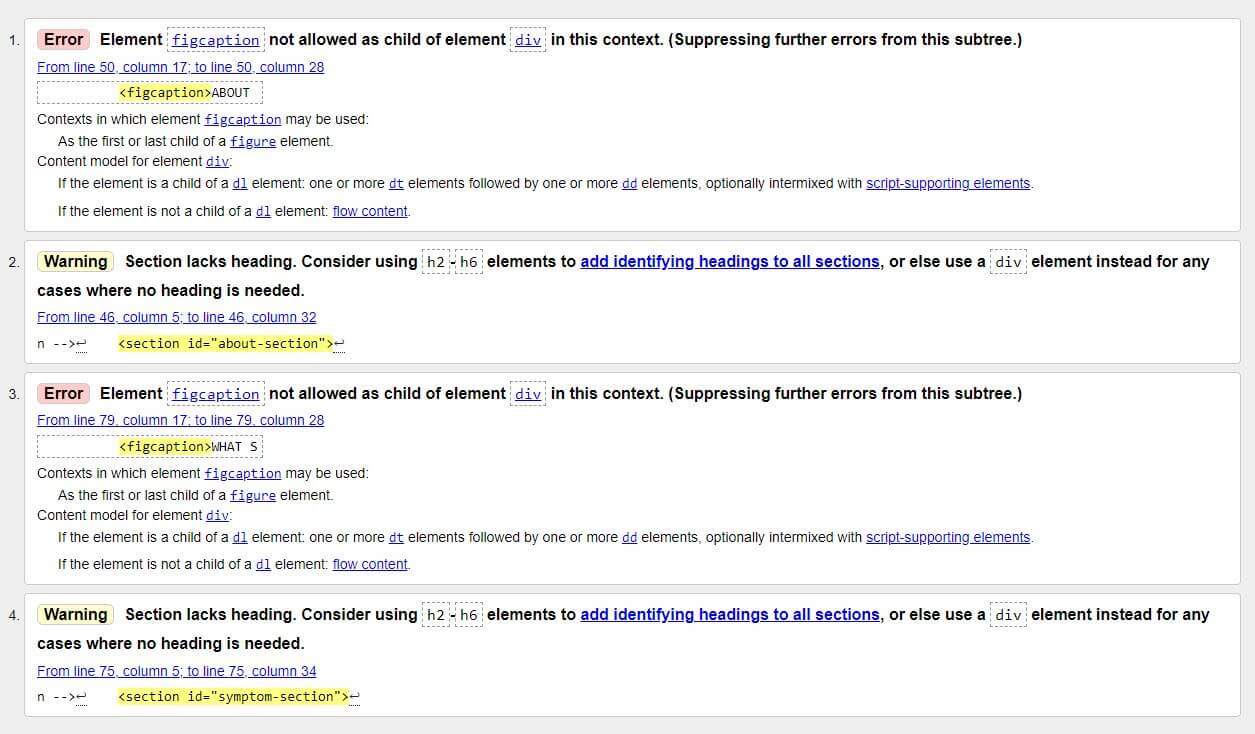 1. Error Element figcaption not allowed as child of element div in this context. (Suppressing further errors from this subtree.)
From line 50, column 17; to line 50, column 28
<figcaption>ABOUT
Contexts in which element figcaption may be used:
As the first or last child of a figure element.
Content model for element div:
If the element is a child of a dl element: one or more dt elements followed by one or more dd elements, optionally intermixed with script-supporting elements.
If the element is not a child of a dl element: flow content.
2. Warning Section lacks heading. Consider using h2-h6 elements to add identifying headings to all sections, or else use a div element instead for any
cases where no heading is needed.
From line 46, column 5; to line 46, column 32
n -->↩ <section id="about-section">↩
3. Error Element figcaption not allowed as child of element div in this context. (Suppressing further errors from this subtree.)
From line 79, column 17; to line 79, column 28
<figcaption>WHAT S
Contexts in which element figcaption may be used:
As the first or last child of a figure element.
Content model for element div:
If the element is a child of a dl element: one or more dt elements followed by one or more dd elements, optionally intermixed with script-supporting elements.
If the element is not a child of a dl element: flow content.
4. Warning Section lacks heading. Consider using h2-h6 elements to add identifying headings to all sections, or else use a div element instead for any
cases where no heading is needed.
From line 75, column 5; to line 75, column 34
n -->↩ <section id="symptom-section">↩